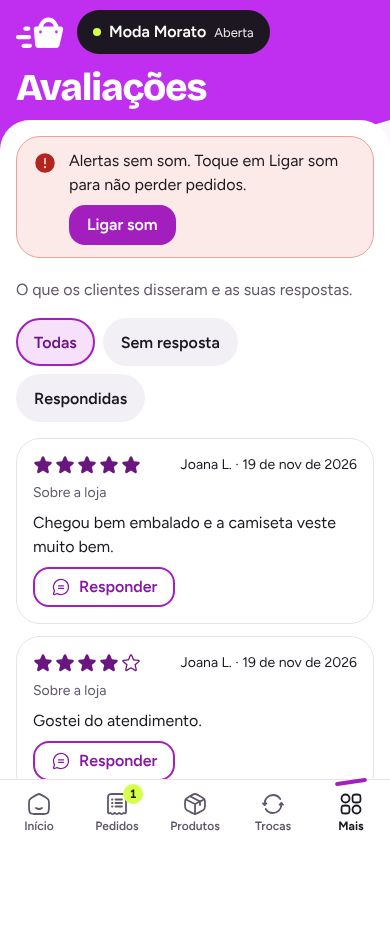 Moda Morato Aberta
Avaliações
Alertas sem som. Toque em Ligar som
para não perder pedidos.
Ligar som
O que os clientes disseram e as suas respostas.
Todas
Sem resposta
Respondidas
Joana L. · 19 de nov de 2026
Sobre a loja
Chegou bem embalado e a camiseta veste
muito bem.
Responder
Joana L. · 19 de nov de 2026
Sobre a loja
Gostei do atendimento.
Responder
1
Início
Pedidos
Produtos
Trocas
Mais